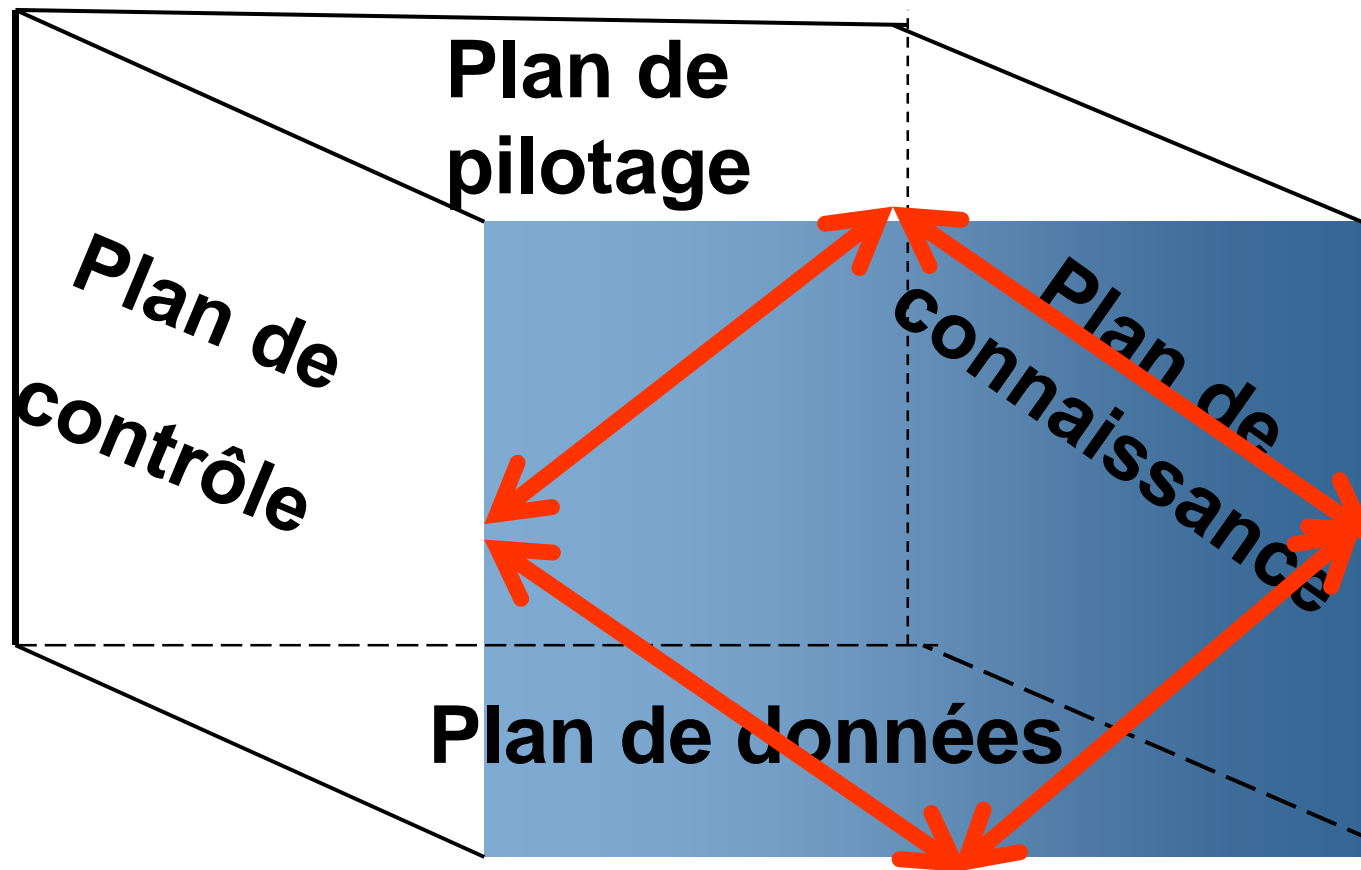 Plan de
pilotage
Plan de
contrôle
Plan de
connaissance
Plan de données